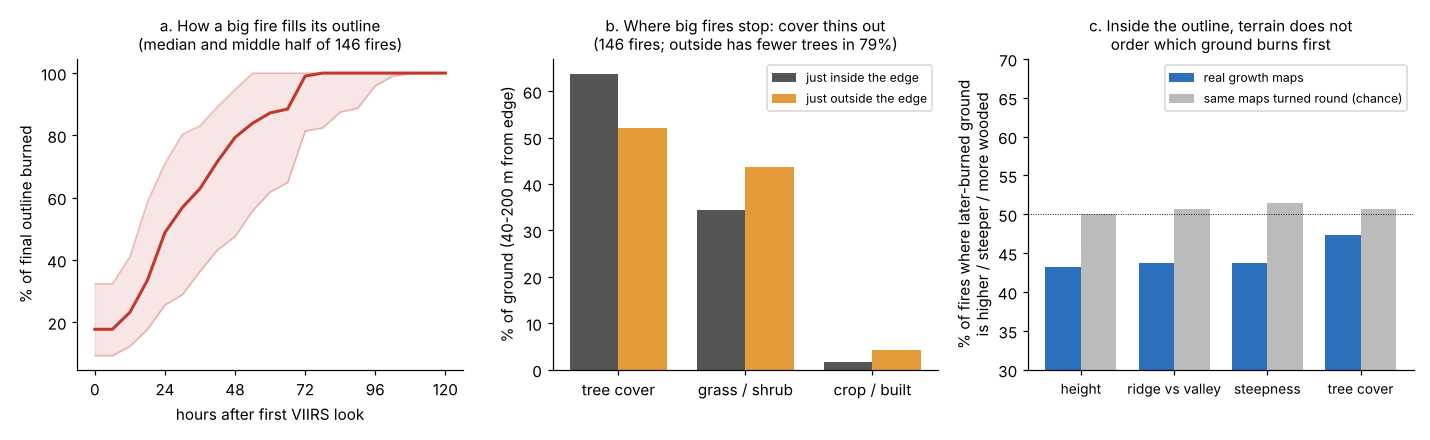 a. How a big fire fills its outline
(median and middle half of 146 fires)
% of final outline burned
100
80
60
40
20
0
24
48
72
96
120
hours after first VIIRS look
b. Where big fires stop: cover thins out
(146 fires; outside has fewer trees in 79%)
% of ground (40-200 m from edge)
60
50
40
30
20
10
0
just inside the edge
just outside the edge
tree cover
grass / shrub
crop / built
c. Inside the outline, terrain does not
order which ground burns first
% of fires where later-burned ground
is higher / steeper / more wooded
70
65
60
55
50
45
40
35
30
real growth maps
same maps turned round (chance)
height
ridge vs valley
steepness
tree cover